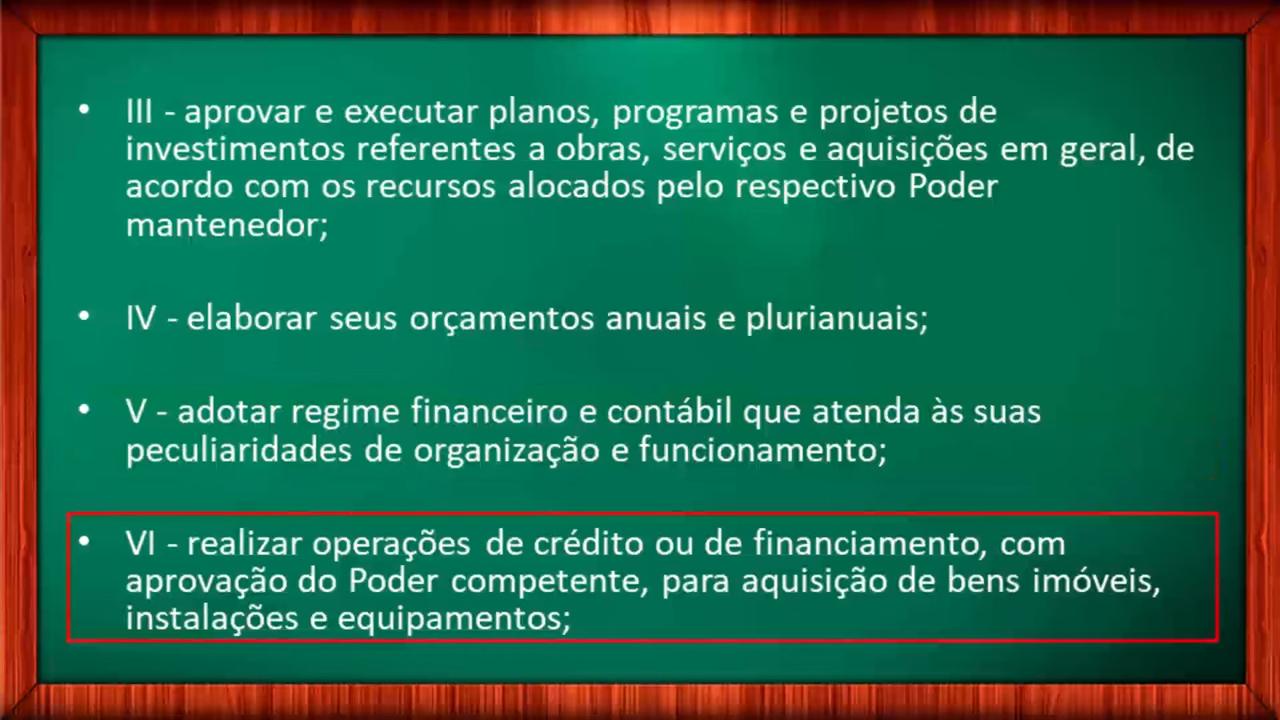 • III - aprovar e executar planos, programas e projetos de
investimentos referentes a obras, serviços e aquisições em geral, de
acordo com os recursos alocados pelo respectivo Poder
mantenedor;
• IV - elaborar seus orçamentos anuais e plurianuais;
• V - adotar regime financeiro e contábil que atenda às suas
peculiaridades de organização e funcionamento;
• VI - realizar operações de crédito ou de financiamento, com
aprovação do Poder competente, para aquisição de bens imóveis,
instalações e equipamentos;